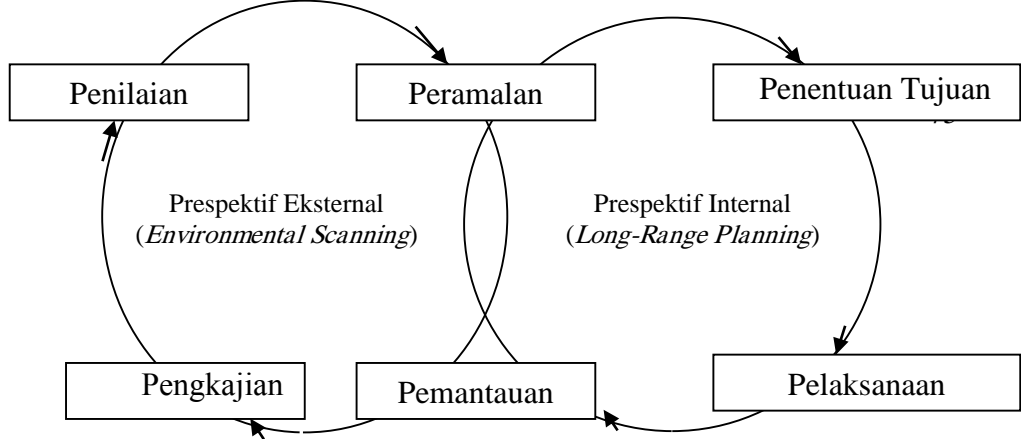 Penilaian
Peramalan
Penentuan Tujuan
Prespektif Eksternal
(Environmental Scanning)
Prespektif Internal
(Long-Range Planning)
Pengkajian
Pemantauan
Pelaksanaan